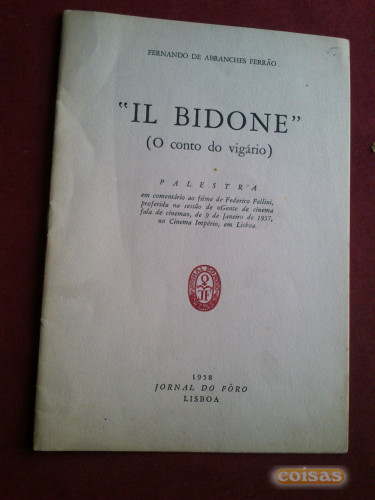 FERNANDO DE ABRANCHES FERRÃO
"IL BIDONE"
(O conto do vigário)
PALESTRA
em comentário ao filme de Federico Fellini,
proferida na sessão de «Gente de cinema
fala de cinema», de 9 de Janeiro de 1957,
no Cinema Império, em Lisboa.
1958
JORNAL DO FÔRO
LISBOA
coisas